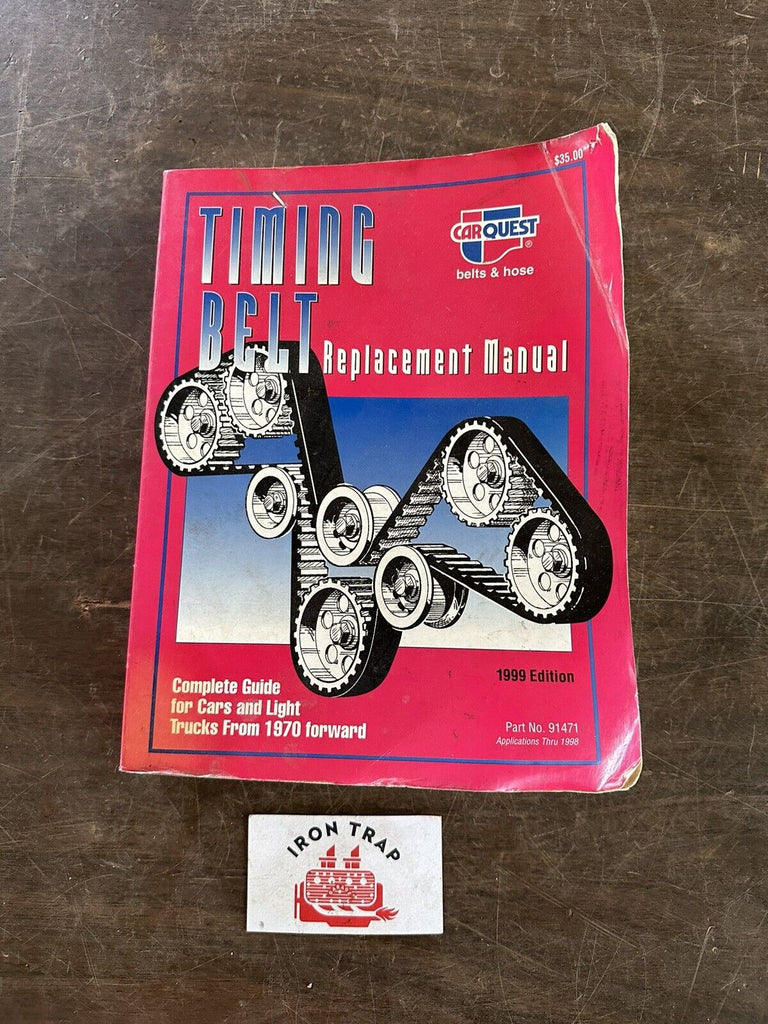 $35.00
TIMING
BELT
Replacement Manual
CARQUEST
®
belts & hose
1999 Edition
Complete Guide
for Cars and Light
Trucks From 1970 forward
Part No. 91471
Applications Thru 1998
IRON TRAP